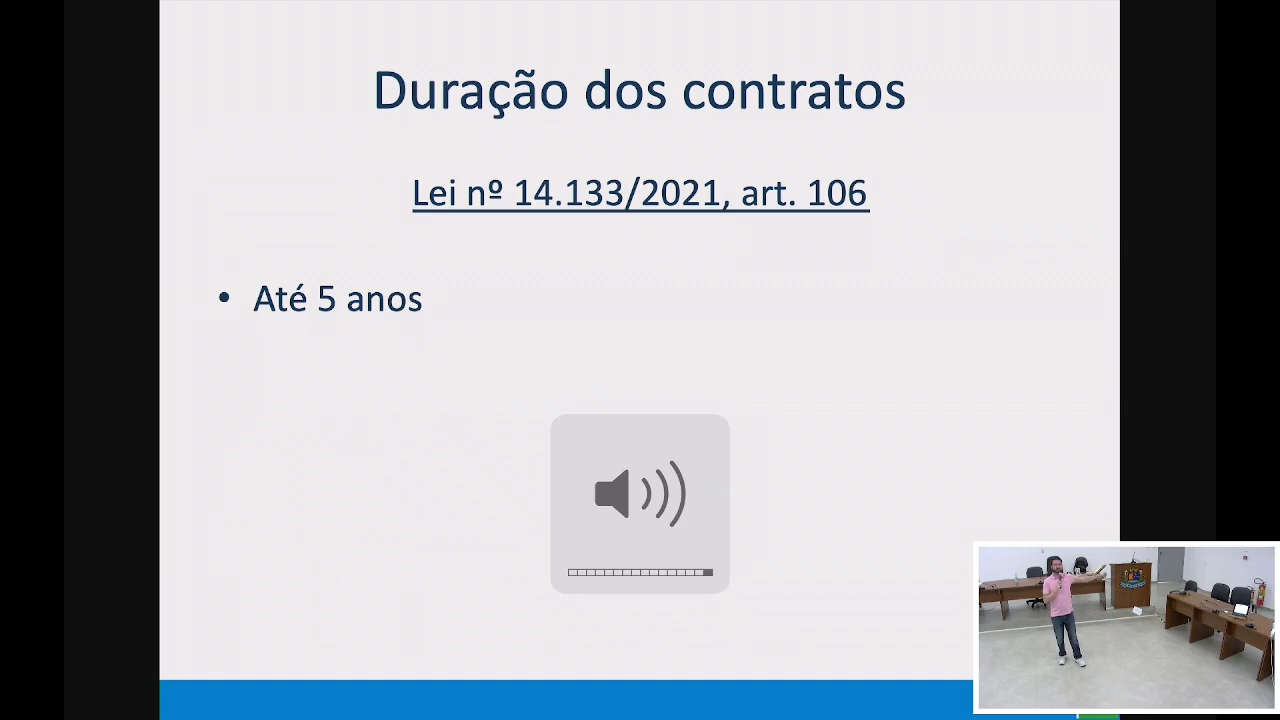 Duração dos contratos
Lei nº 14.133/2021, art. 106
• Até 5 anos